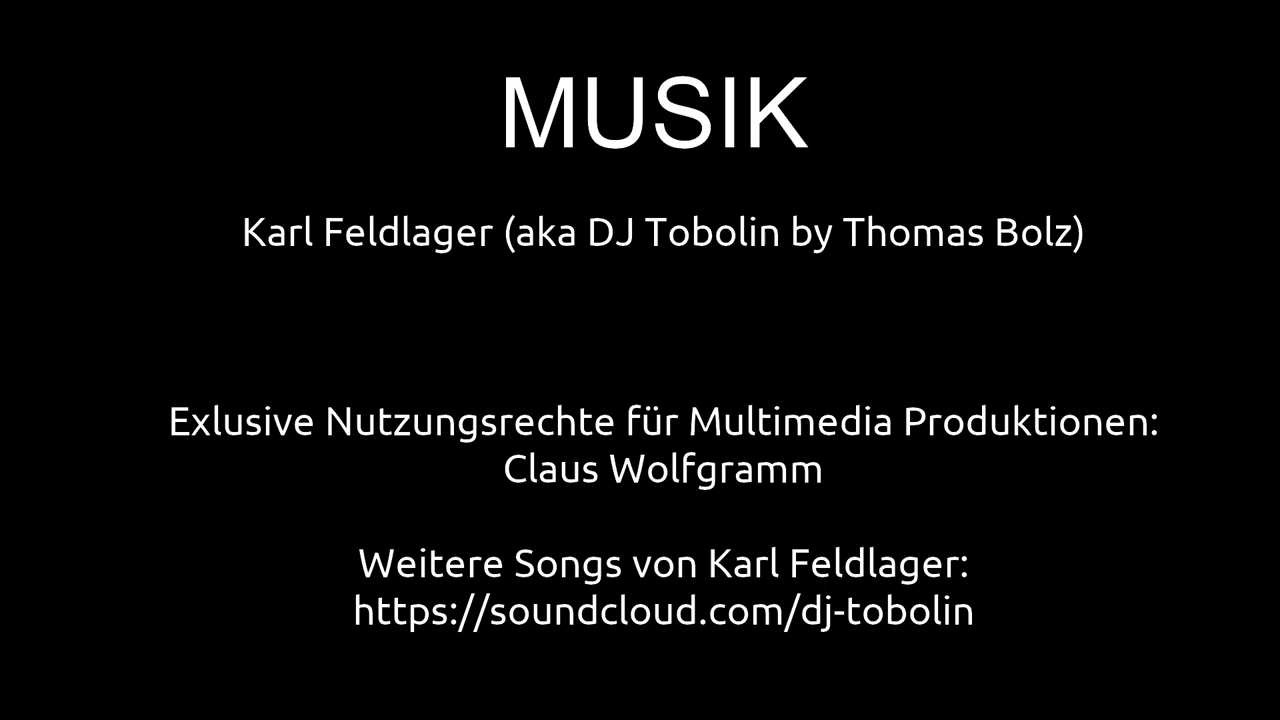 MUSIK
Karl Feldlager (aka DJ Tobolin by Thomas Bolz)
Exlusive Nutzungsrechte für Multimedia Produktionen:
Claus Wolfgramm
Weitere Songs von Karl Feldlager:
https://soundcloud.com/dj-tobolin